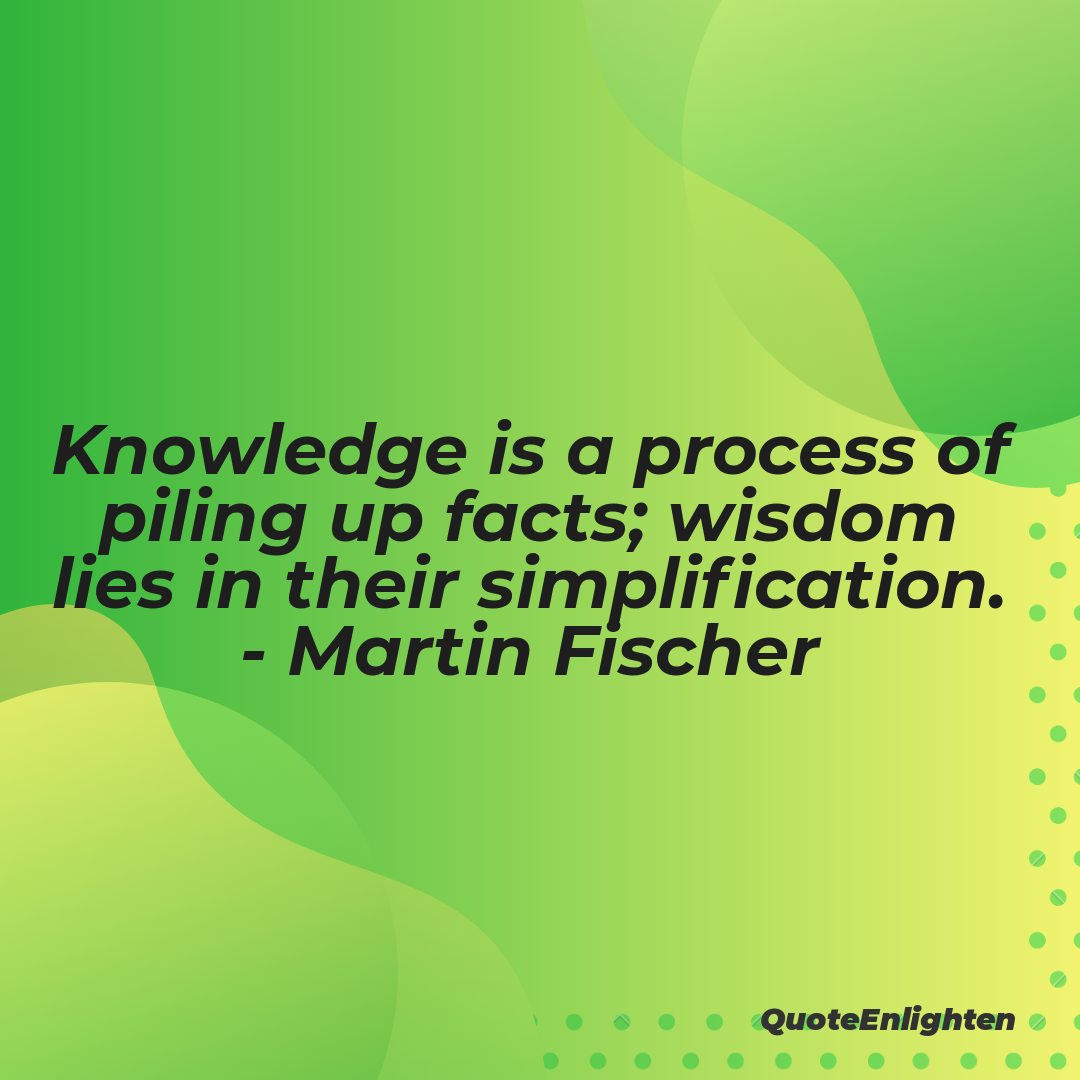 Knowledge is a process of
piling up facts; wisdom
lies in their simplification.
- Martin Fischer
QuoteEnlighten